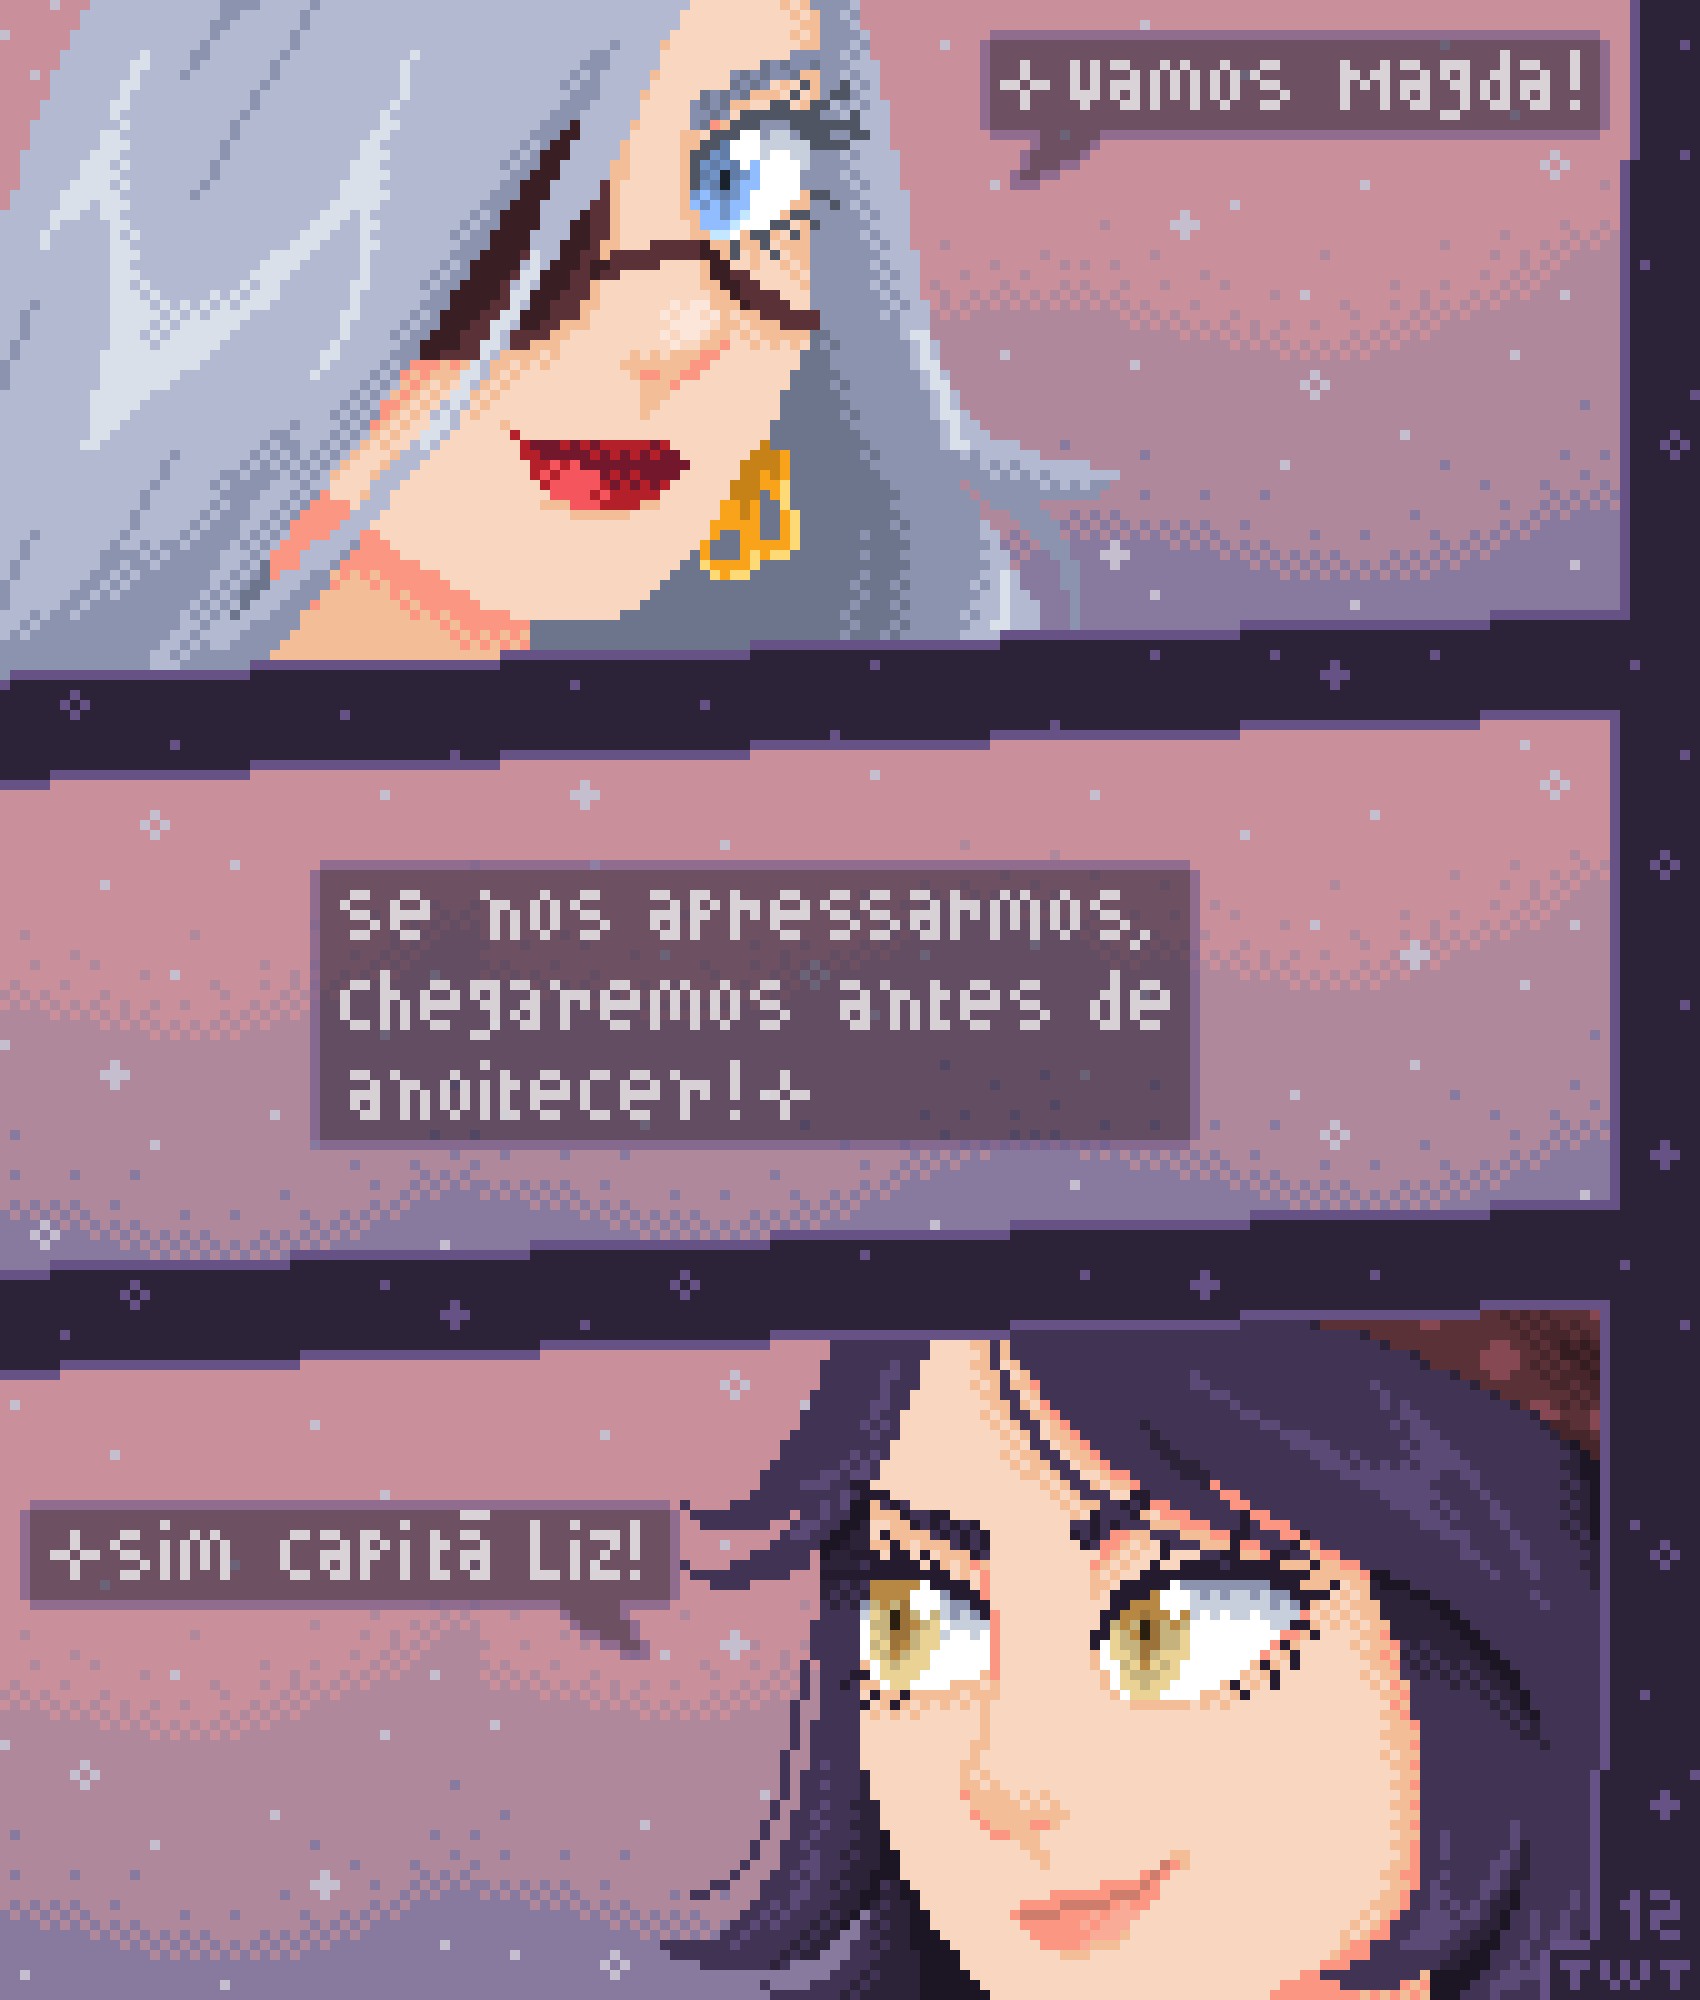 Vamos Magda!
se nos apressarmos,
chegaremos antes de
anoitecer!
sim capitã Liz!
12
TWT